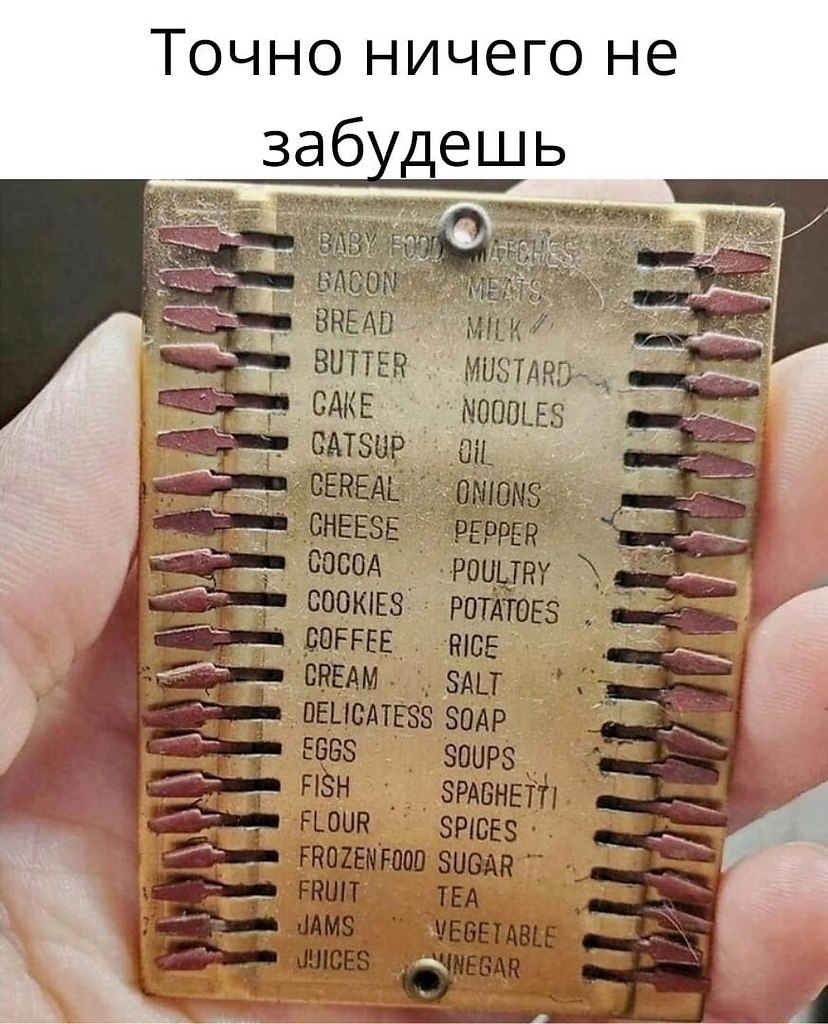 Точно ничего не
забудешь
BABY FOOD MATCHES
BACON MEATS
BREAD MILK
BUTTER MUSTARD
CAKE NOODLES
CATSUP OIL
CEREAL ONIONS
CHEESE PEPPER
COCOA POULTRY
COOKIES POTATOES
COFFEE RICE
CREAM SALT
DELICATESS SOAP
EGGS SOUPS
FISH SPAGHETTI
FLOUR SPICES
FROZEN FOOD SUGAR
FRUIT TEA
JAMS VEGETABLE
JUICES VINEGAR